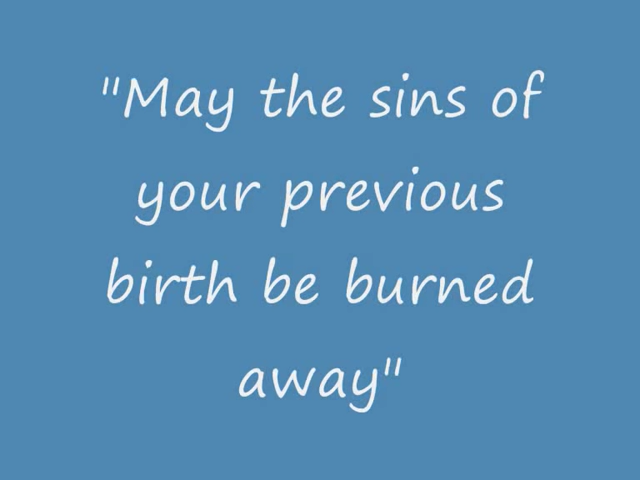 "May the sins of
your previous
birth be burned
away"